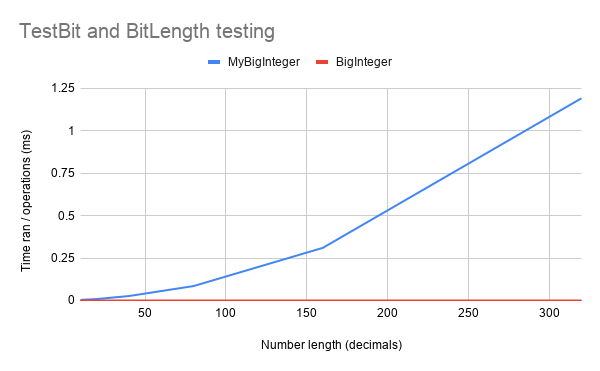 TestBit and BitLength testing
MyBigInteger
BigInteger
Time ran / operations (ms)
1.25
1
0.75
0.5
0.25
0
50
100
150
200
250
300
Number length (decimals)